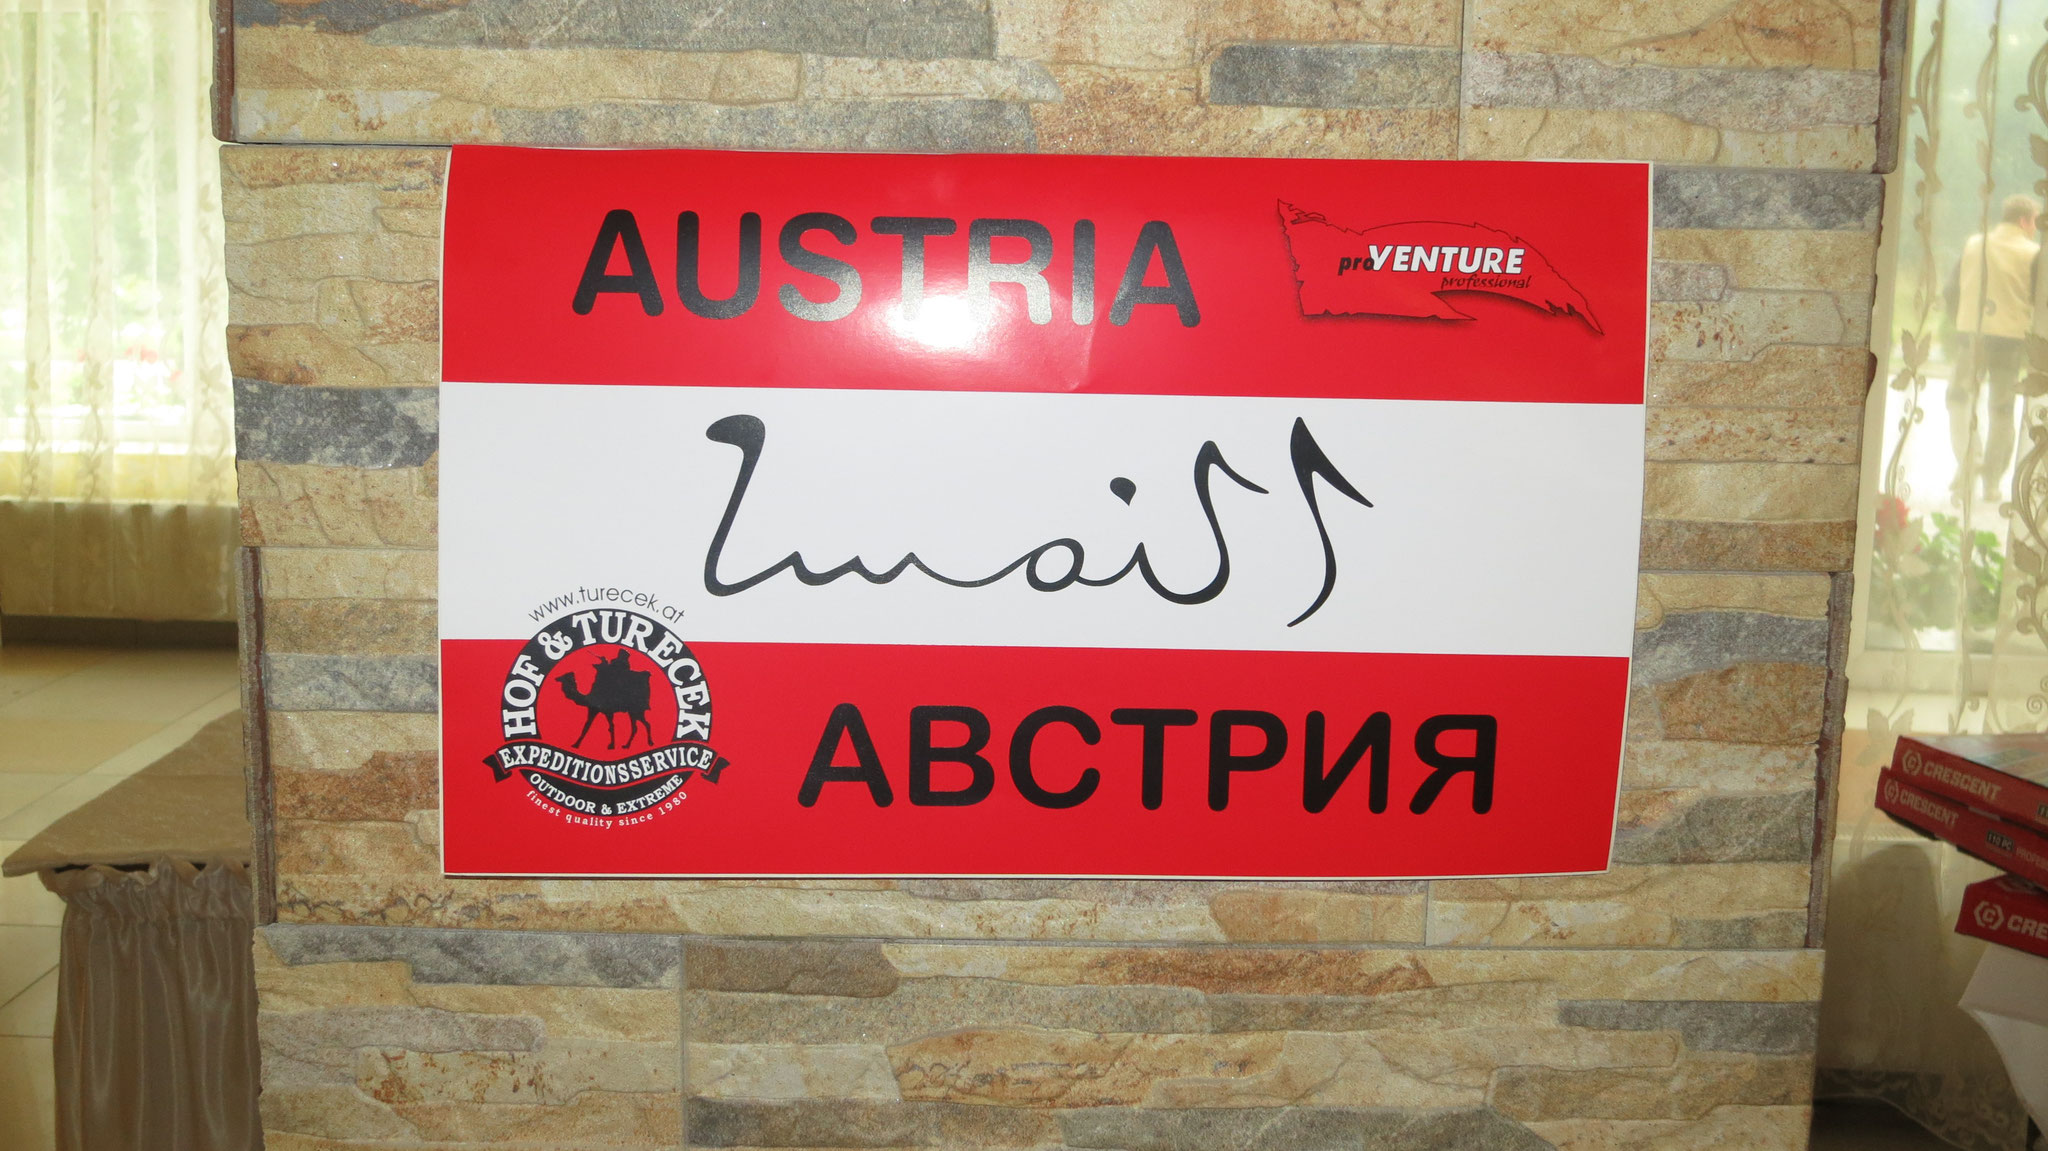 AUSTRIA
proVENTURE
professional
النمسا
www.turecek.at
HOF & TURECEK
EXPEDITIONSSERVICE
OUTDOOR & EXTREME
finest quality since 1980
АВСТРИЯ
CRESCENT
CRESCENT
CRE